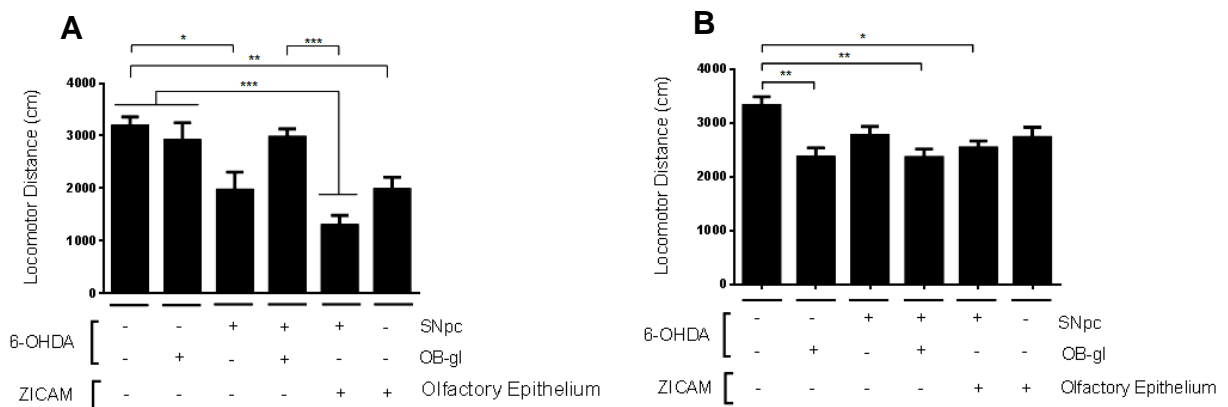 A
* ***
**
***
4000
3000
2000
1000
0
Locomotor Distance (cm)
6-OHDA
- - + + + - SNpc
- + - + - - OB-gl
ZICAM
- - - - + + Olfactory Epithelium
B
*
**
**
4000
3000
2000
1000
0
Locomotor Distance (cm)
6-OHDA
- - + + + - SNpc
- + - + - - OB-gl
ZICAM
- - - - + + Olfactory Epithelium